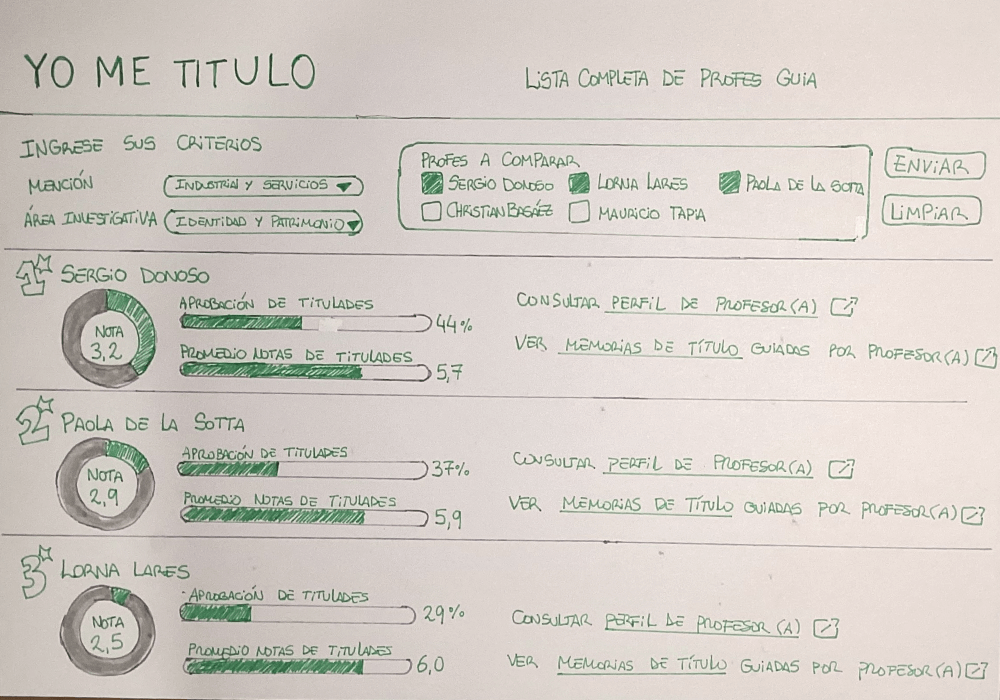 YO ME TITULO
LISTA COMPLETA DE PROFES GUIA
INGRESE SUS CRITERIOS
MENCIÓN
INDUSTRIAL Y SERVICIOS
ÁREA INVESTIGATIVA
IDENTIDAD Y PATRIMONIO
PROFES A COMPARAR
SERGIO DONOSO
LORNA LARES
PAOLA DE LA SOTTA
CHRISTIAN BASÁEZ
MAURICIO TAPIA
ENVIAR
LIMPIAR
1 SERGIO DONOSO
NOTA
3,2
APROBACIÓN DE TITULADES
44%
PROMEDIO NOTAS DE TITULADES
5,7
CONSULTAR PERFIL DE PROFESOR(A)
VER MEMORIAS DE TÍTULO GUIADAS POR PROFESOR(A)
2 PAOLA DE LA SOTTA
NOTA
2,9
APROBACIÓN DE TITULADES
37%
PROMEDIO NOTAS DE TITULADES
5,9
CONSULTAR PERFIL DE PROFESOR(A)
VER MEMORIAS DE TÍTULO GUIADAS POR PROFESOR(A)
3 LORNA LARES
NOTA
2,5
APROBACIÓN DE TITULADES
29%
PROMEDIO NOTAS DE TITULADES
6,0
CONSULTAR PERFIL DE PROFESOR(A)
VER MEMORIAS DE TÍTULO GUIADAS POR PROFESOR(A)